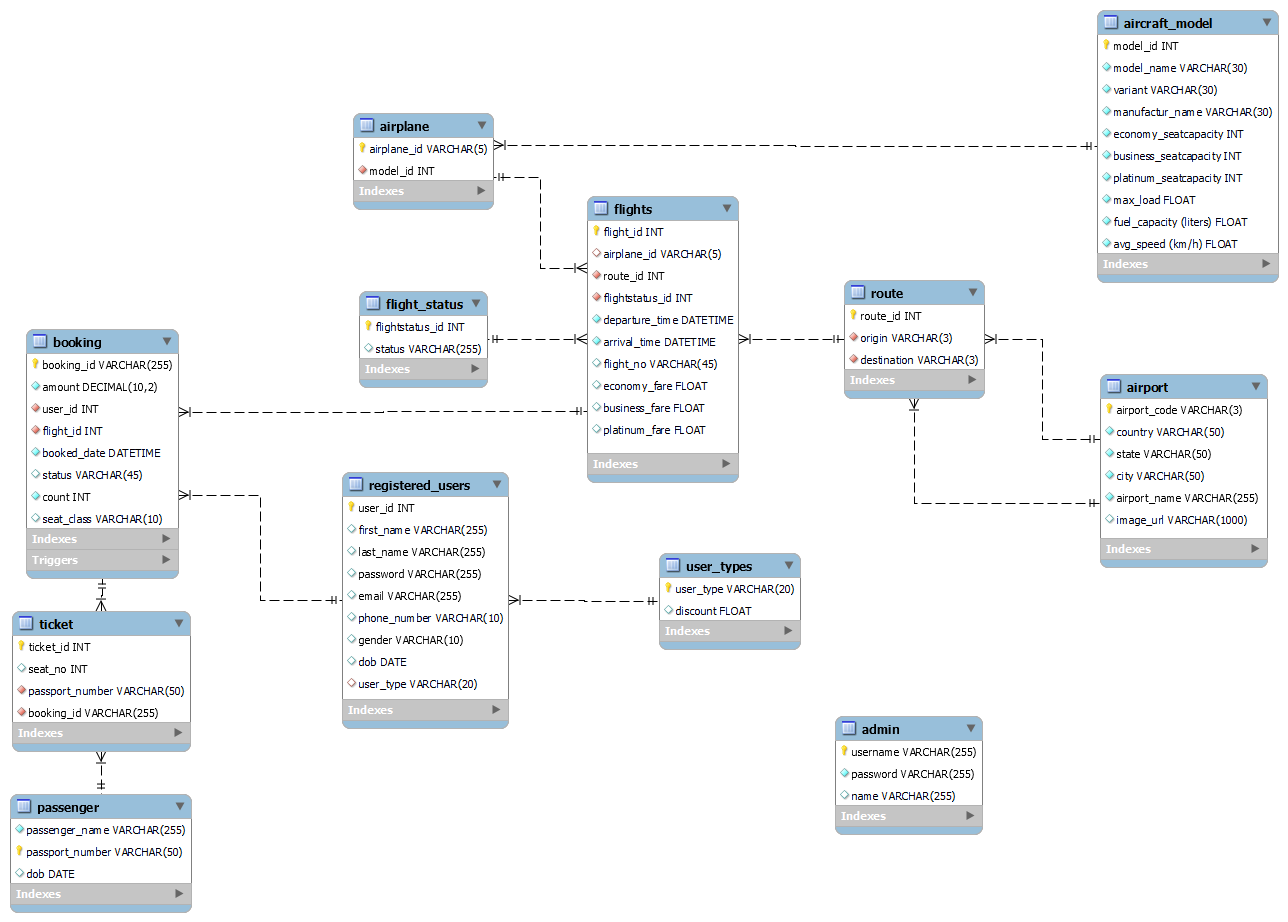 aircraft_model
model_id INT
model_name VARCHAR(30)
variant VARCHAR(30)
manufactur_name VARCHAR(30)
economy_seatcapacity INT
business_seatcapacity INT
platinum_seatcapacity INT
max_load FLOAT
fuel_capacity (liters) FLOAT
avg_speed (km/h) FLOAT
Indexes
airplane
airplane_id VARCHAR(5)
model_id INT
Indexes
flights
flight_id INT
airplane_id VARCHAR(5)
route_id INT
flightstatus_id INT
departure_time DATETIME
arrival_time DATETIME
flight_no VARCHAR(45)
economy_fare FLOAT
business_fare FLOAT
platinum_fare FLOAT
Indexes
flight_status
flightstatus_id INT
status VARCHAR(255)
Indexes
route
route_id INT
origin VARCHAR(3)
destination VARCHAR(3)
Indexes
booking
booking_id VARCHAR(255)
amount DECIMAL(10,2)
user_id INT
flight_id INT
booked_date DATETIME
status VARCHAR(45)
count INT
seat_class VARCHAR(10)
Indexes
Triggers
airport
airport_code VARCHAR(3)
country VARCHAR(50)
state VARCHAR(50)
city VARCHAR(50)
airport_name VARCHAR(255)
image_url VARCHAR(1000)
Indexes
registered_users
user_id INT
first_name VARCHAR(255)
last_name VARCHAR(255)
password VARCHAR(255)
email VARCHAR(255)
phone_number VARCHAR(10)
gender VARCHAR(10)
dob DATE
user_type VARCHAR(20)
Indexes
user_types
user_type VARCHAR(20)
discount FLOAT
Indexes
ticket
ticket_id INT
seat_no INT
passport_number VARCHAR(50)
booking_id VARCHAR(255)
Indexes
admin
username VARCHAR(255)
password VARCHAR(255)
name VARCHAR(255)
Indexes
passenger
passenger_name VARCHAR(255)
passport_number VARCHAR(50)
dob DATE
Indexes